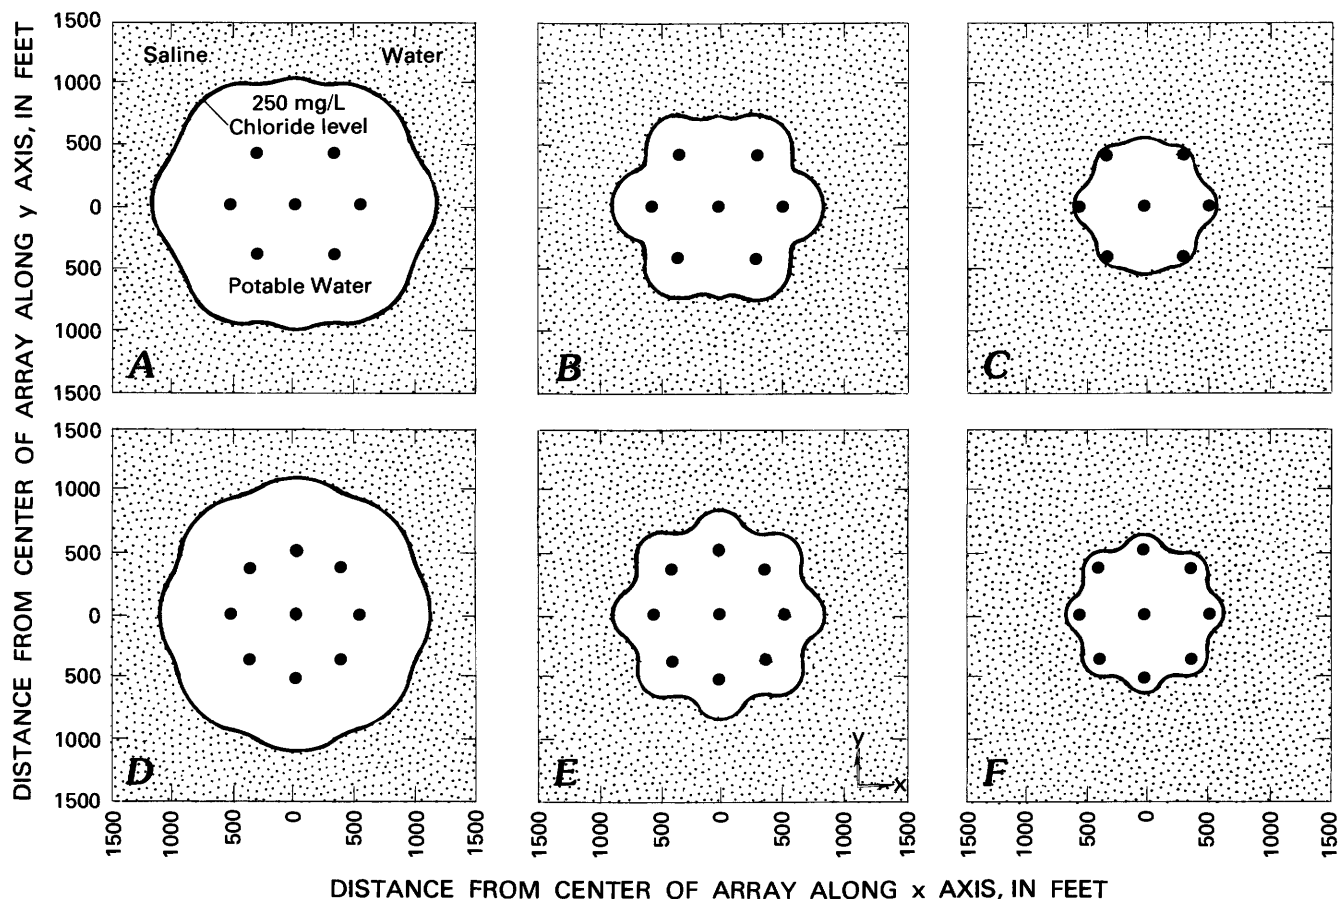 DISTANCE FROM CENTER OF ARRAY ALONG y AXIS, IN FEET
1500
1000
500
0
500
1000
1500
Saline Water
250 mg/L
Chloride level
Potable Water
A
B
C
1500
1000
500
0
500
1000
1500
D
E
y
x
F
1500 1000 500 0 500 1000 1500
1500 1000 500 0 500 1000 1500
1500 1000 500 0 500 1000 1500
DISTANCE FROM CENTER OF ARRAY ALONG x AXIS, IN FEET